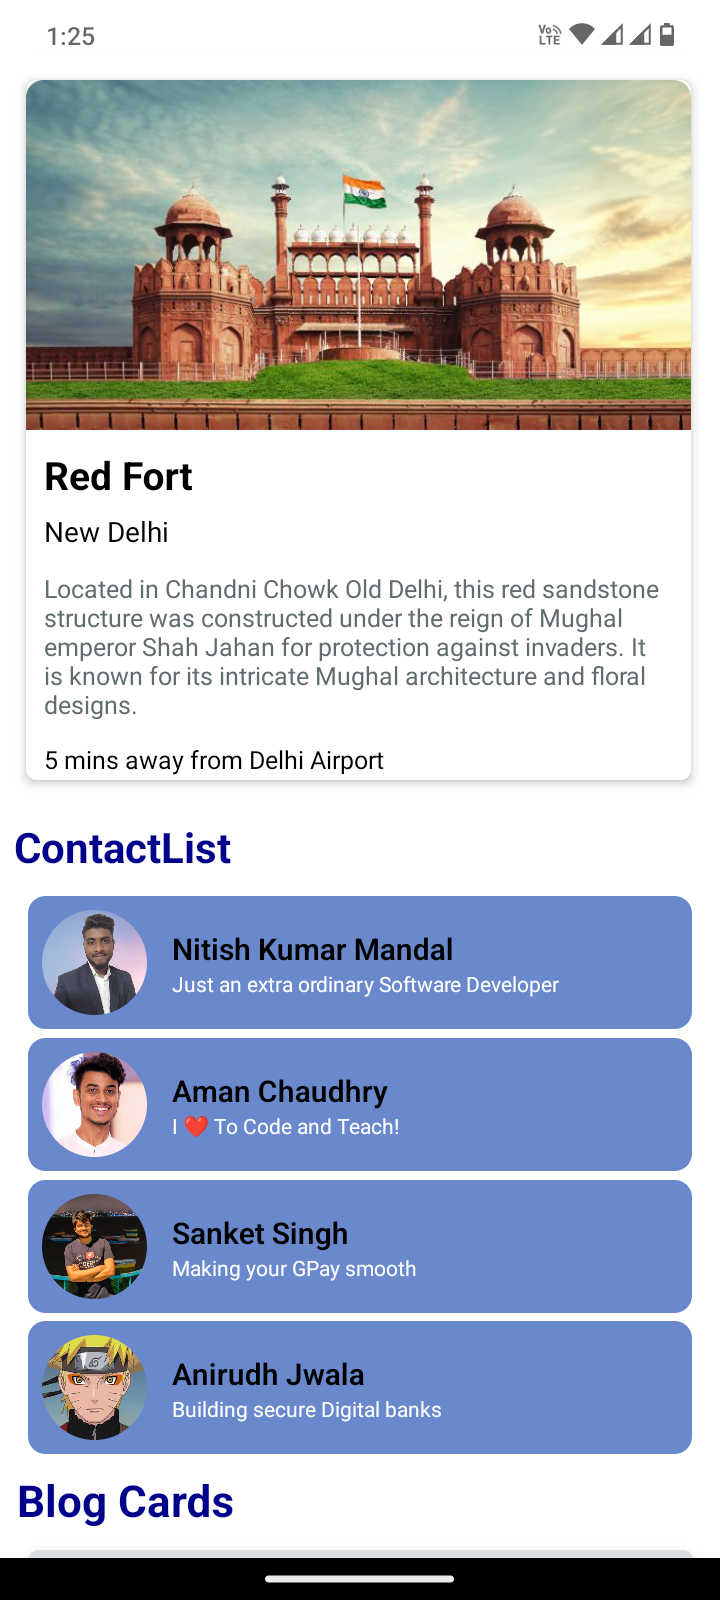 1:25
Vo LTE
Red Fort
New Delhi
Located in Chandni Chowk Old Delhi, this red sandstone
structure was constructed under the reign of Mughal
emperor Shah Jahan for protection against invaders. It
is known for its intricate Mughal architecture and floral
designs.
5 mins away from Delhi Airport
ContactList
Nitish Kumar Mandal
Just an extra ordinary Software Developer
Aman Chaudhry
I ❤️ To Code and Teach!
Sanket Singh
Making your GPay smooth
Anirudh Jwala
Building secure Digital banks
Blog Cards